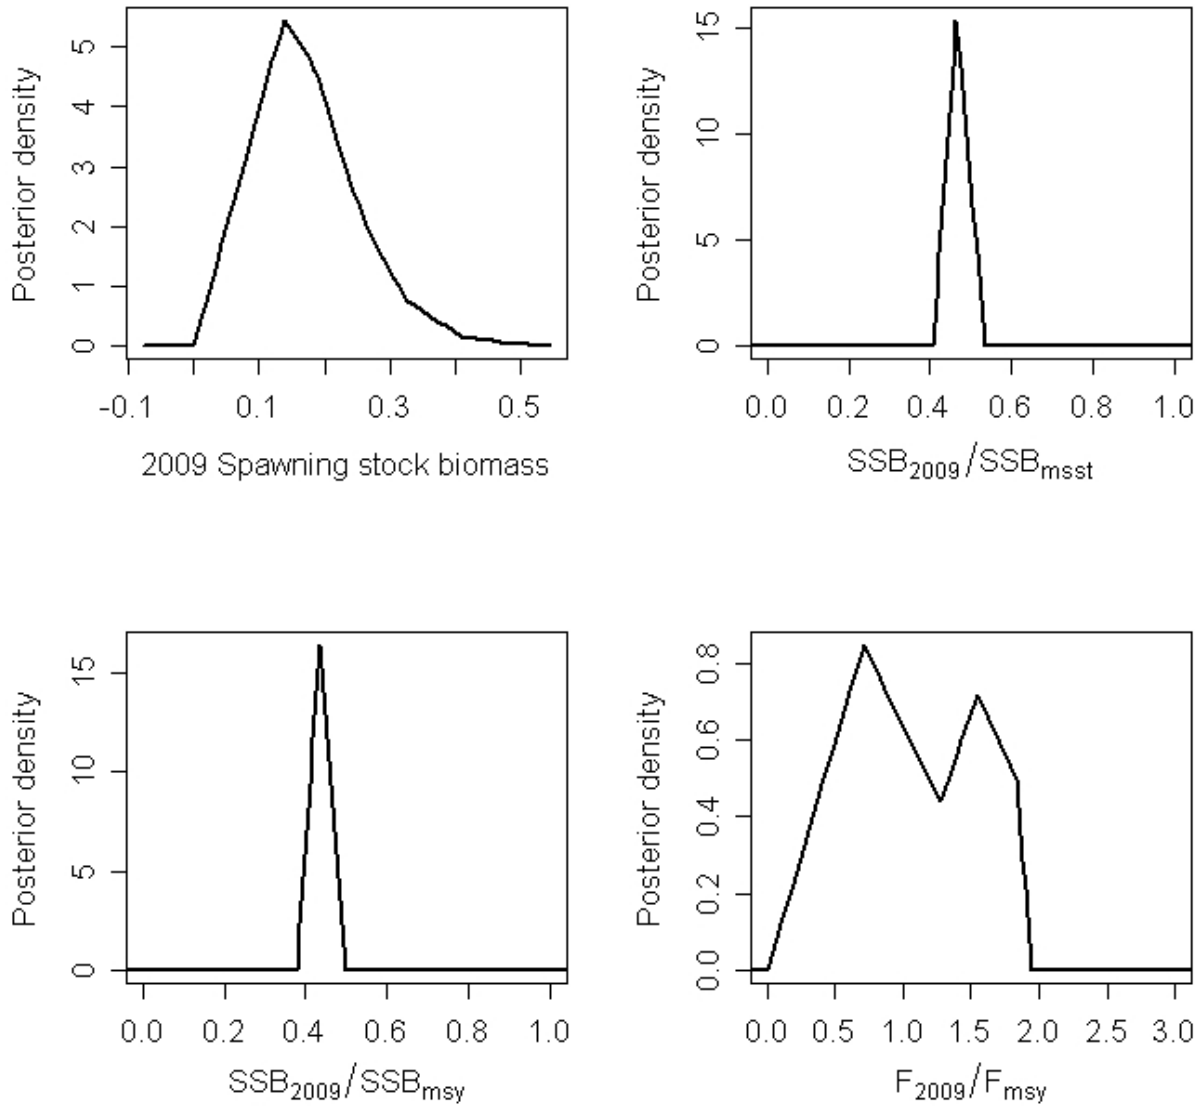 Posterior density
5
4
3
2
1
0
-0.1 0.1 0.3 0.5
2009 Spawning stock biomass
Posterior density
15
10
5
0
0.0 0.2 0.4 0.6 0.8 1.0
SSB2009/SSBmsst
Posterior density
15
10
5
0
0.0 0.2 0.4 0.6 0.8 1.0
SSB2009/SSBmsy
Posterior density
0.8
0.6
0.4
0.2
0.0
0.0 0.5 1.0 1.5 2.0 2.5 3.0
F2009/Fmsy